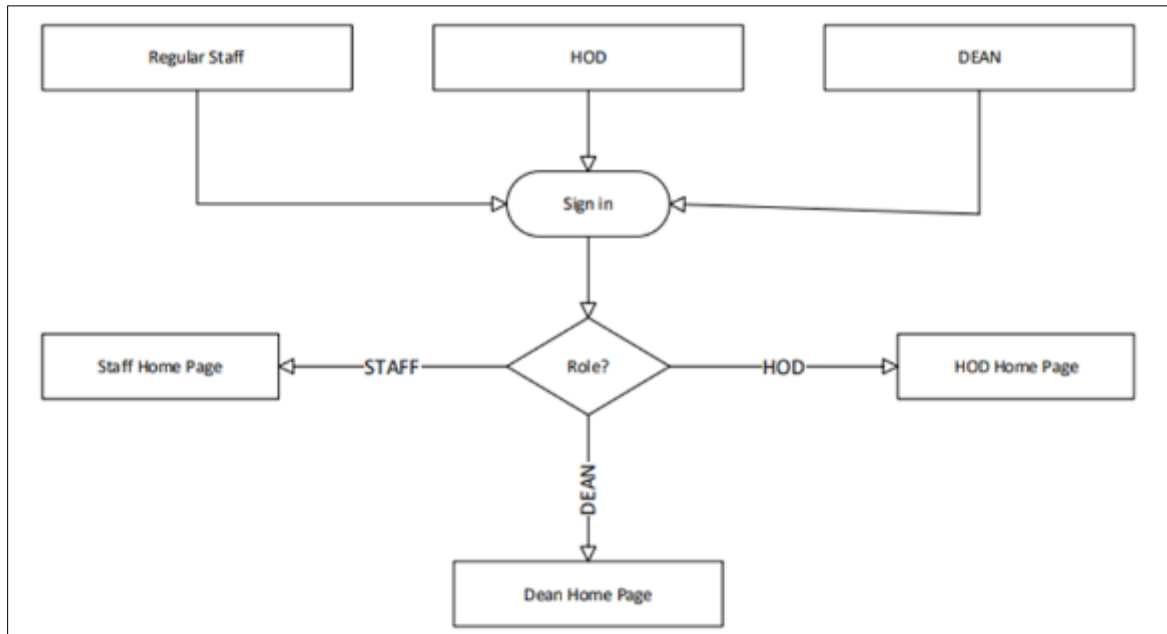 Regular Staff
HOD
DEAN
Sign in
Staff Home Page
STAFF
Role?
HOD
HOD Home Page
DEAN
Dean Home Page